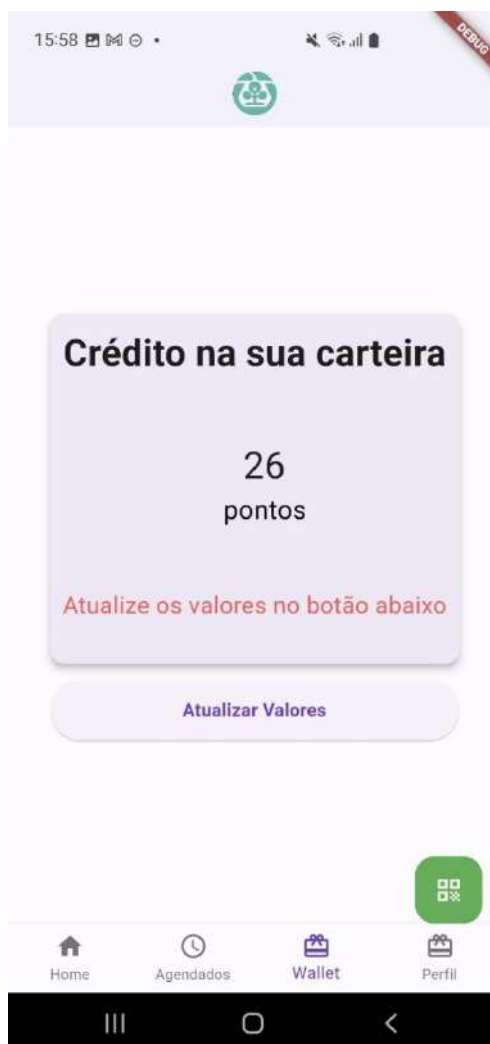 15:58
DEBUG
Crédito na sua carteira
26
pontos
Atualize os valores no botão abaixo
Atualizar Valores
Home Agendados Wallet Perfil